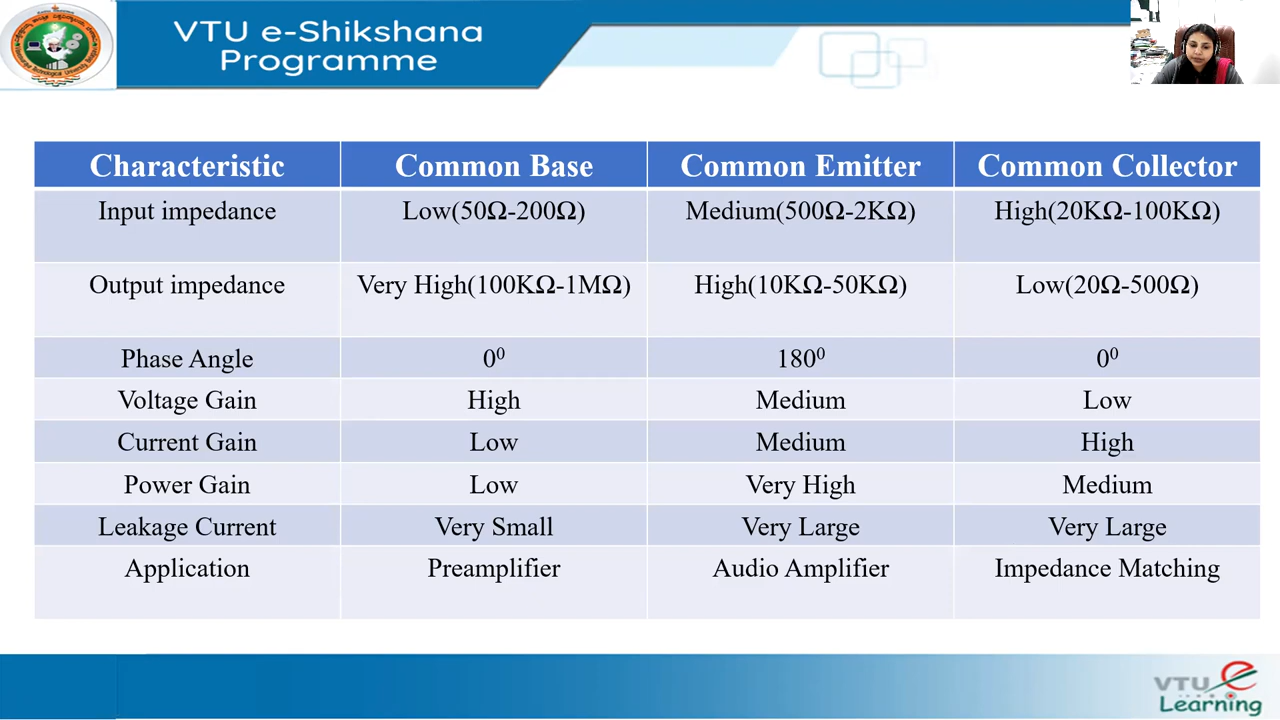 VTU e-Shikshana
Programme
Characteristic Common Base Common Emitter Common Collector
Input impedance Low(50Ω-200Ω) Medium(500Ω-2KΩ) High(20KΩ-100KΩ)
Output impedance Very High(100KΩ-1MΩ) High(10KΩ-50KΩ) Low(20Ω-500Ω)
Phase Angle 0⁰ 180⁰ 0⁰
Voltage Gain High Medium Low
Current Gain Low Medium High
Power Gain Low Very High Medium
Leakage Current Very Small Very Large Very Large
Application Preamplifier Audio Amplifier Impedance Matching
VTU e
Learning